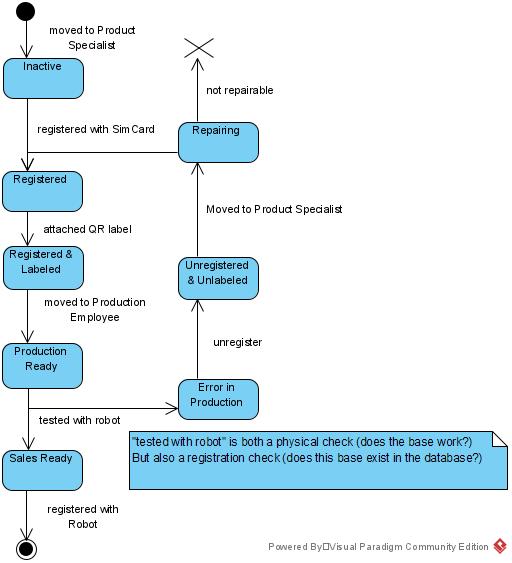 moved to Product
Specialist
Inactive
not repairable
registered with SimCard
Repairing
Registered
Moved to Product Specialist
attached QR label
Registered &
Labeled
Unregistered
& Unlabeled
moved to Production
Employee
unregister
Production
Ready
Error in
Production
tested with robot
"tested with robot" is both a physical check (does the base work?)
But also a registration check (does this base exist in the database?)
Sales Ready
registered with
Robot
Powered By Visual Paradigm Community Edition